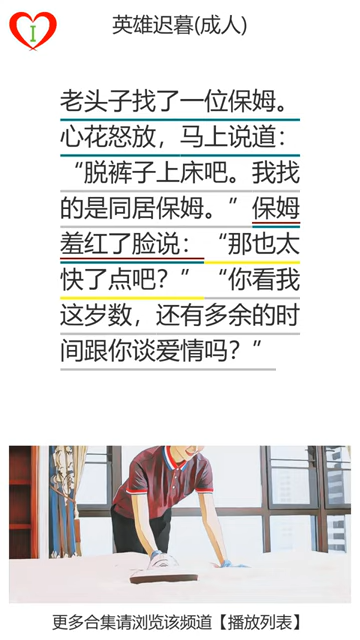 I
英雄迟暮(成人)
老头子找了一位保姆。
心花怒放，马上说道：
“脱裤子上床吧。我找
的是同居保姆。”保姆
羞红了脸说：“那也太
快了点吧？”“你看我
这岁数，还有多余的时
间跟你谈爱情吗？”
更多合集请浏览该频道【播放列表】